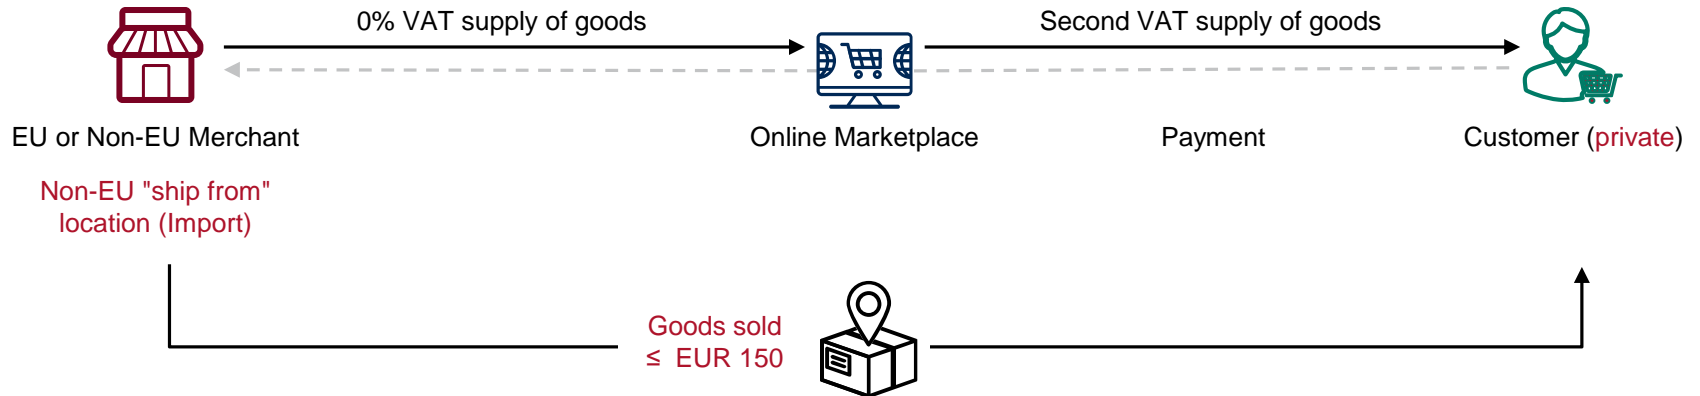 0% VAT supply of goods
Second VAT supply of goods
EU or Non-EU Merchant
Online Marketplace
Payment
Customer (private)
Non-EU "ship from"
location (Import)
Goods sold
≤ EUR 150